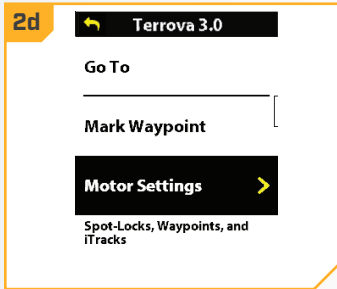 2d
Terrova 3.0
Go To
Mark Waypoint
Motor Settings
Spot-Locks, Waypoints, and
iTracks